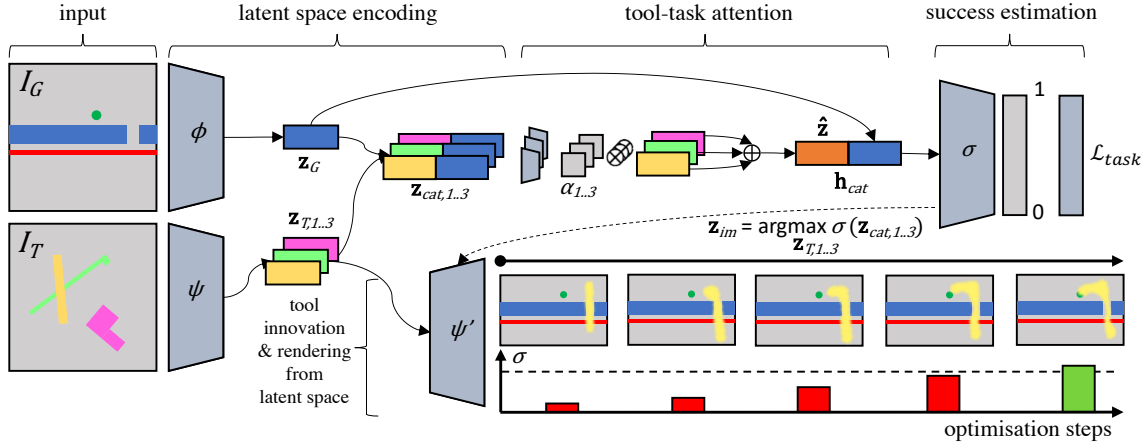 input
latent space encoding
tool-task attention
success estimation
I_G
ϕ
z_G
z_cat,1..3
α_1..3
ẑ
h_cat
σ
1
0
ℒ_task
I_T
ψ
z_T,1..3
tool
innovation
& rendering
from
latent space
ψ'
z_im = argmax σ (z_cat,1..3)
z_T,1..3
σ
optimisation steps